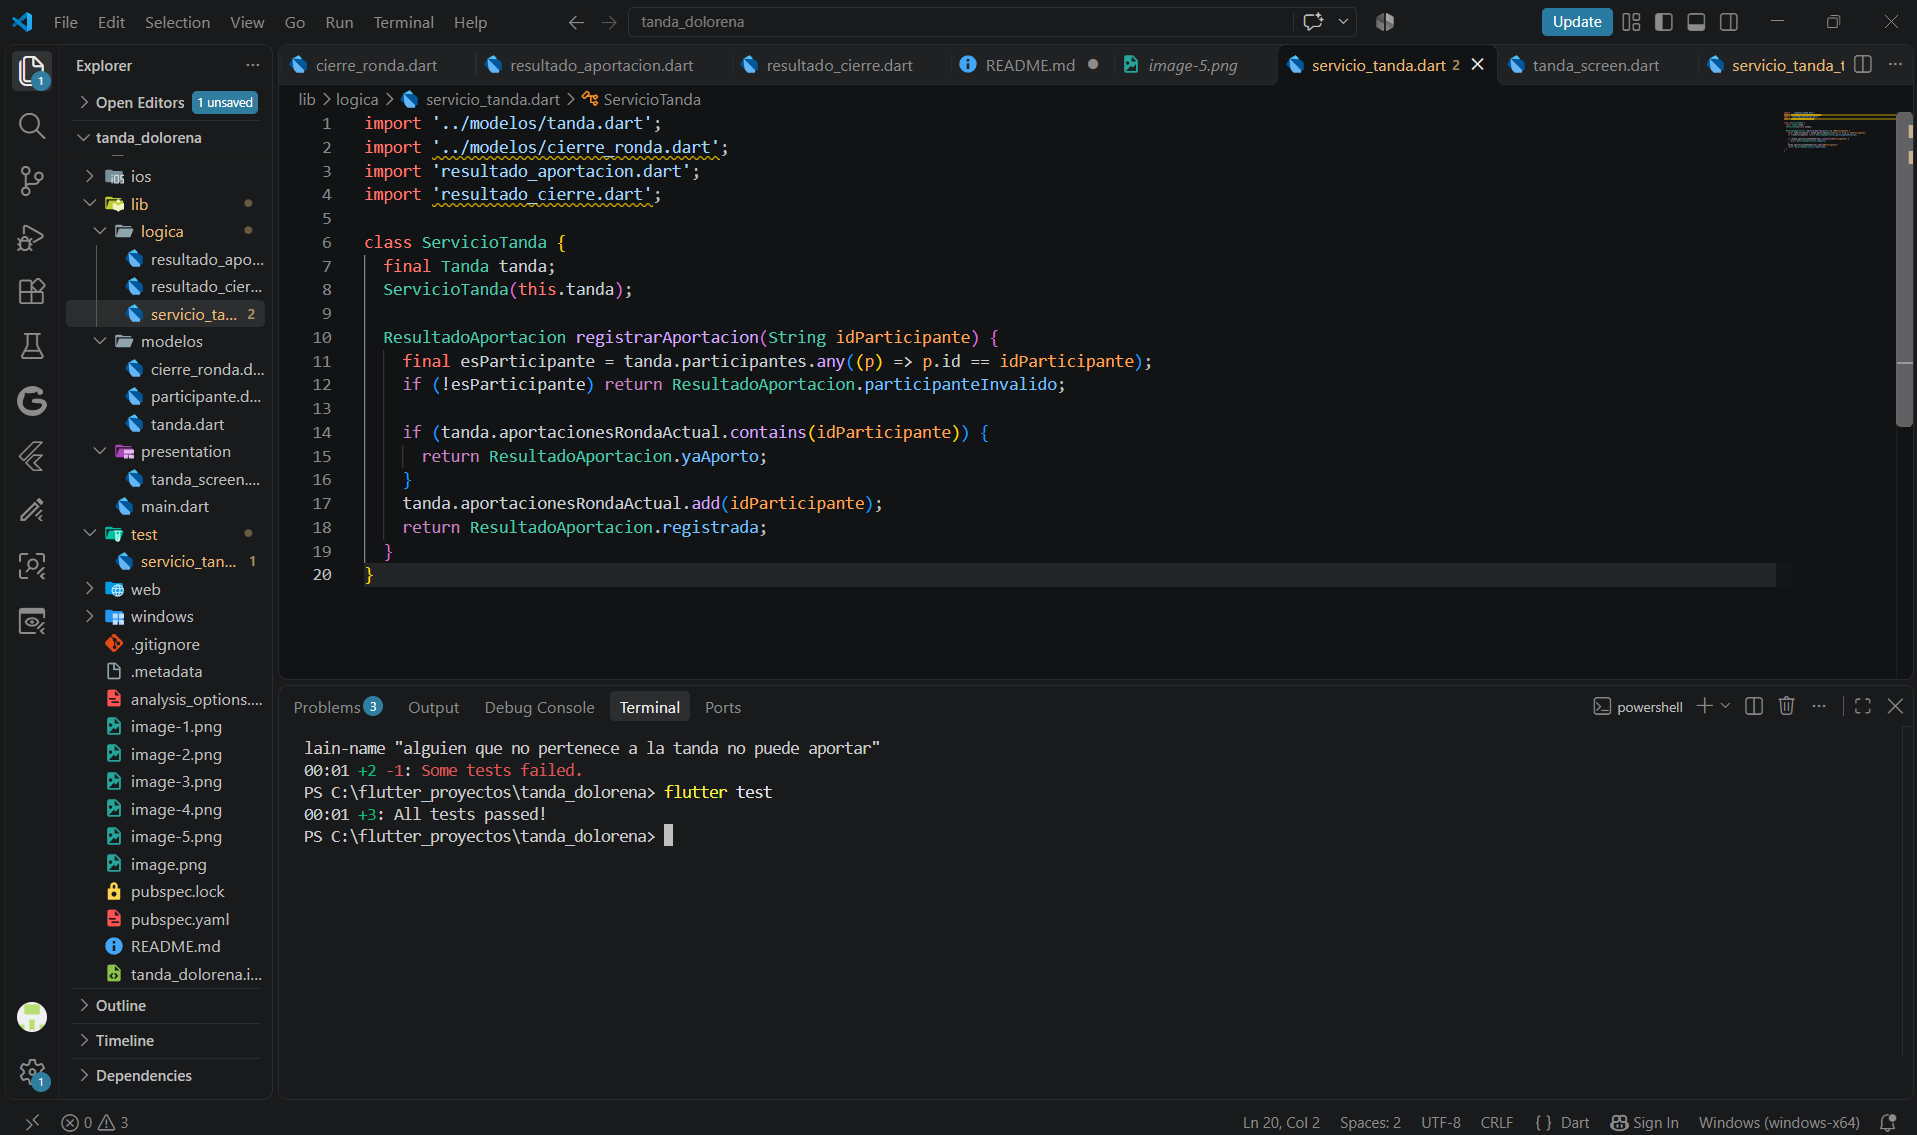 File Edit Selection View Go Run Terminal Help
tanda_dolorena
Update
Explorer
Open Editors 1 unsaved
tanda_dolorena
ios
lib
logica
resultado_apo...
resultado_cier...
servicio_ta... 2
modelos
cierre_ronda.d...
participante.d...
tanda.dart
presentation
tanda_screen....
main.dart
test
servicio_tan... 1
web
windows
.gitignore
.metadata
analysis_options....
image-1.png
image-2.png
image-3.png
image-4.png
image-5.png
image.png
pubspec.lock
pubspec.yaml
README.md
tanda_dolorena.i...
Outline
Timeline
Dependencies
1
1
cierre_ronda.dart resultado_aportacion.dart resultado_cierre.dart README.md image-5.png servicio_tanda.dart 2 tanda_screen.dart servicio_tanda_t
lib > logica > servicio_tanda.dart > ServicioTanda
1 import '../modelos/tanda.dart';
2 import '../modelos/cierre_ronda.dart';
3 import 'resultado_aportacion.dart';
4 import 'resultado_cierre.dart';
5
6 class ServicioTanda {
7 final Tanda tanda;
8 ServicioTanda(this.tanda);
9
10 ResultadoAportacion registrarAportacion(String idParticipante) {
11 final esParticipante = tanda.participantes.any((p) => p.id == idParticipante);
12 if (!esParticipante) return ResultadoAportacion.participanteInvalido;
13
14 if (tanda.aportacionesRondaActual.contains(idParticipante)) {
15 return ResultadoAportacion.yaAporto;
16 }
17 tanda.aportacionesRondaActual.add(idParticipante);
18 return ResultadoAportacion.registrada;
19 }
20 }
Problems 3 Output Debug Console Terminal Ports
powershell
lain-name "alguien que no pertenece a la tanda no puede aportar"
00:01 +2 -1: Some tests failed.
PS C:\flutter_proyectos\tanda_dolorena> flutter test
00:01 +3: All tests passed!
PS C:\flutter_proyectos\tanda_dolorena>
0 3
Ln 20, Col 2 Spaces: 2 UTF-8 CRLF { } Dart Sign In Windows (windows-x64)